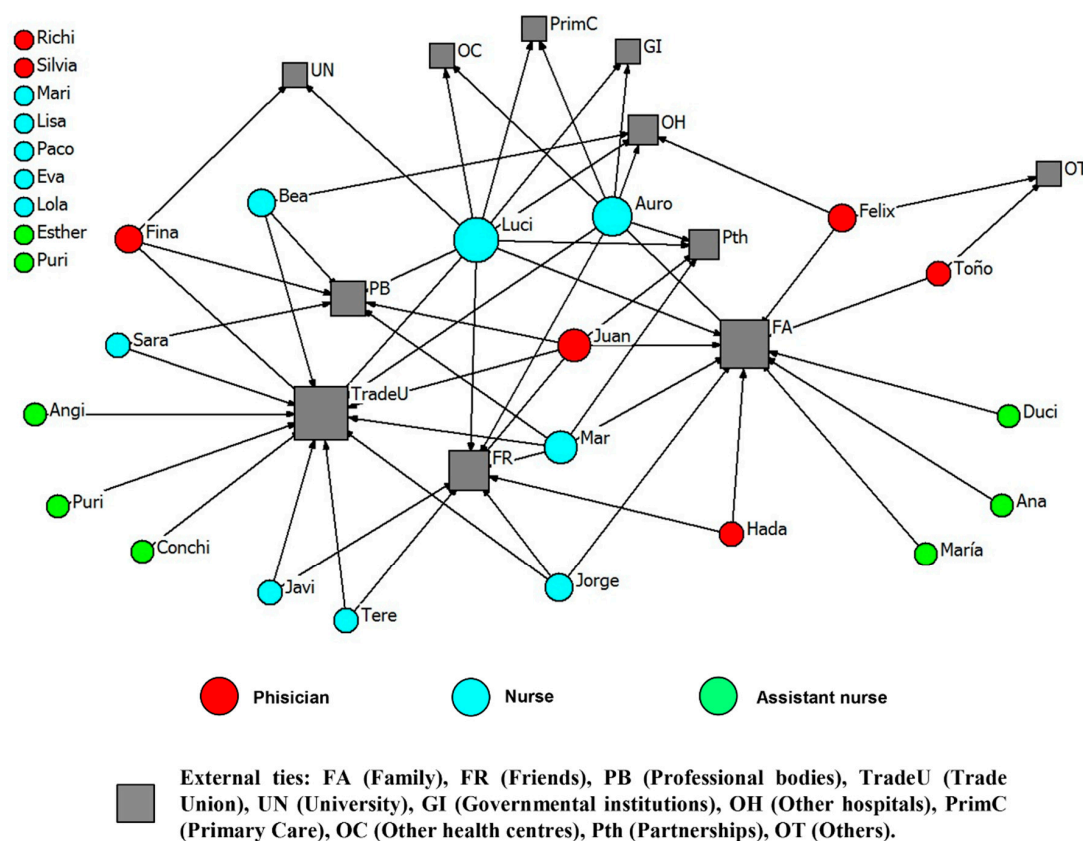 Richi
Silvia
Mari
Lisa
Paco
Eva
Lola
Esther
Puri
PrimC
OC
GI
UN
OH
OT
Bea
Luci
Auro
Felix
Fina
Pth
Toño
PB
FA
Sara
Juan
TradeU
Angi
Mar
Duci
FR
Puri
Ana
Hada
Conchi
María
Javi
Jorge
Tere
Phisician
Nurse
Assistant nurse
External ties: FA (Family), FR (Friends), PB (Professional bodies), TradeU (Trade
Union), UN (University), GI (Governmental institutions), OH (Other hospitals), PrimC
(Primary Care), OC (Other health centres), Pth (Partnerships), OT (Others).